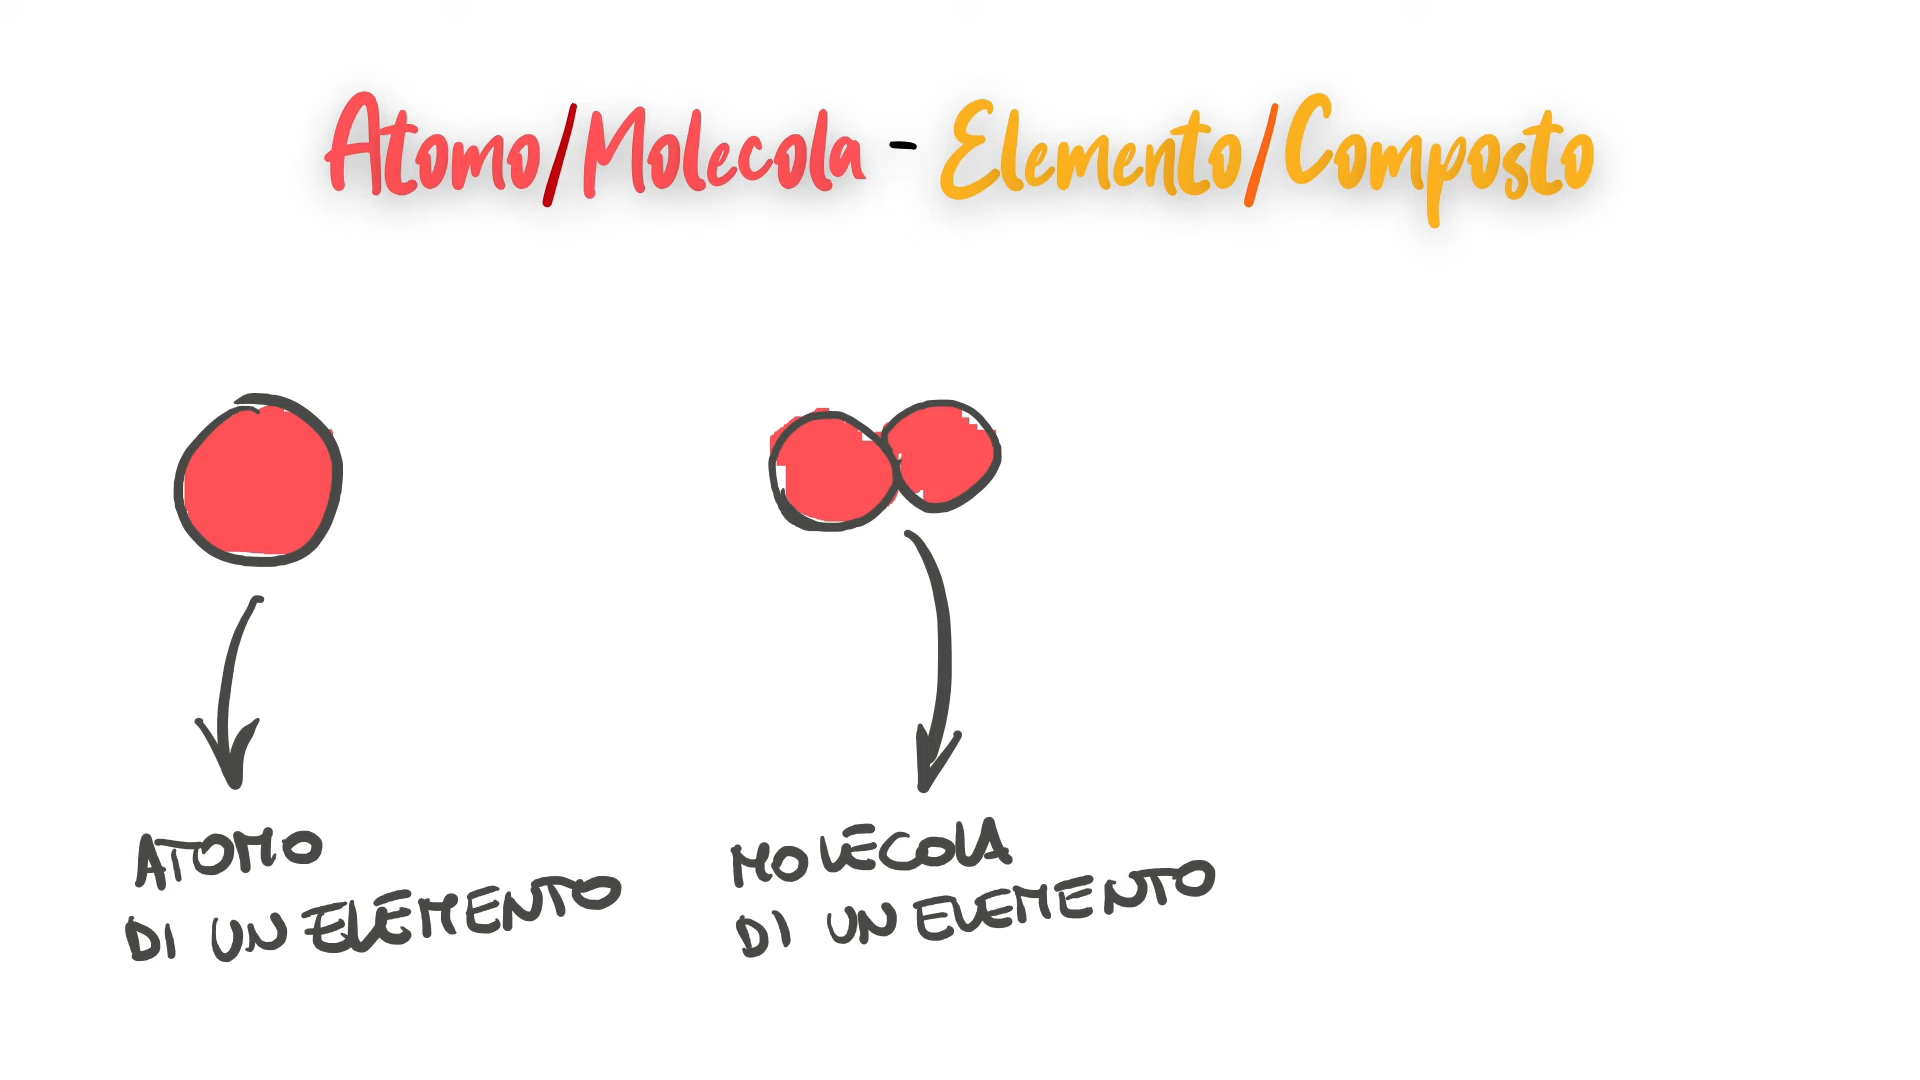 Atomo/Molecola - Elemento/Composto
ATOMO
DI UN ELEMENTO
MOLECOLA
DI UN ELEMENTO